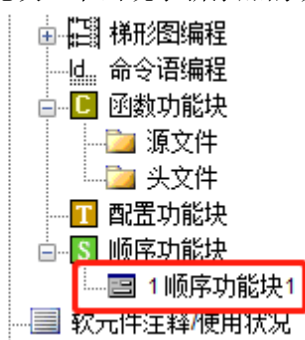 梯形图编程
Id... 命令语编程
C 函数功能块
源文件
头文件
T 配置功能块
S 顺序功能块
1 顺序功能块1
软元件注释/使用状况